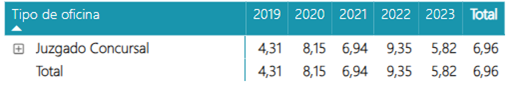 Tipo de oficina 2019 2020 2021 2022 2023 Total
Juzgado Concursal 4,31 8,15 6,94 9,35 5,82 6,96
Total 4,31 8,15 6,94 9,35 5,82 6,96